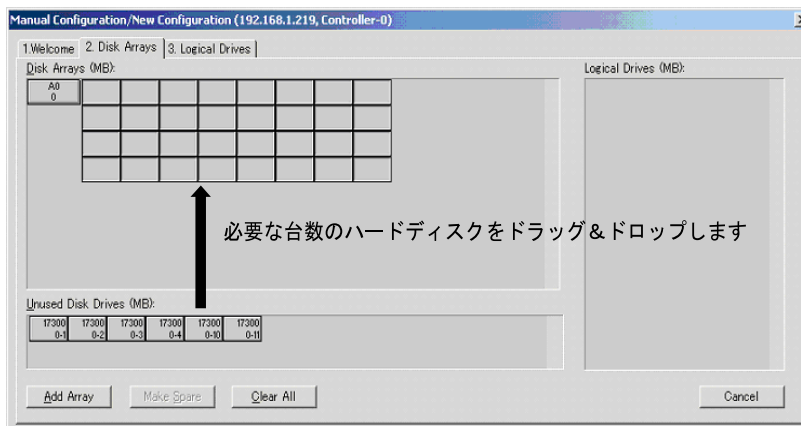 Manual Configuration/New Configuration (192.168.1.219, Controller-0)
1.Welcome 2. Disk Arrays 3. Logical Drives
Disk Arrays (MB):
Logical Drives (MB):
A0
0
必要な台数のハードディスクをドラッグ＆ドロップします
Unused Disk Drives (MB):
17300 17300 17300 17300 17300 17300
0-1 0-2 0-3 0-4 0-10 0-11
Add Array Make Spare Clear All Cancel